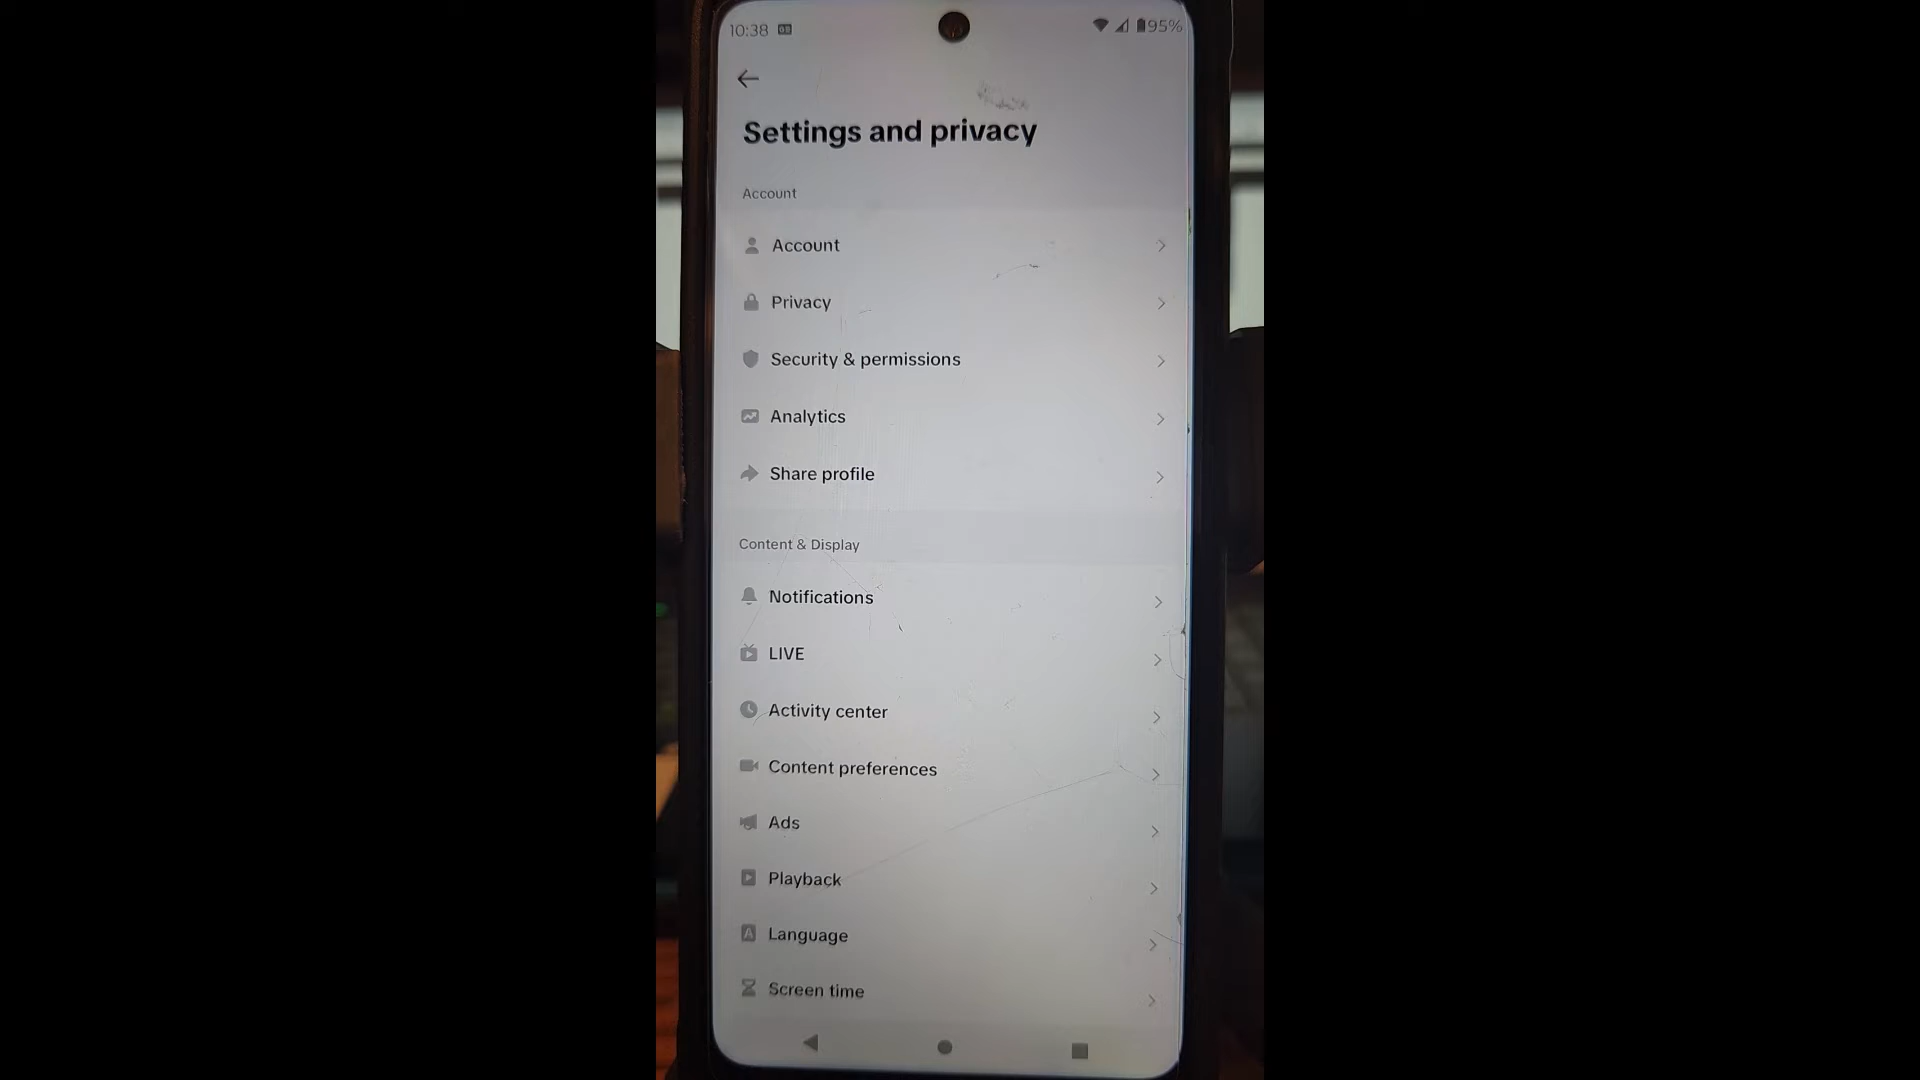 10:38
95%
Settings and privacy
Account
Account
Privacy
Security & permissions
Analytics
Share profile
Content & Display
Notifications
LIVE
Activity center
Content preferences
Ads
Playback
Language
Screen time